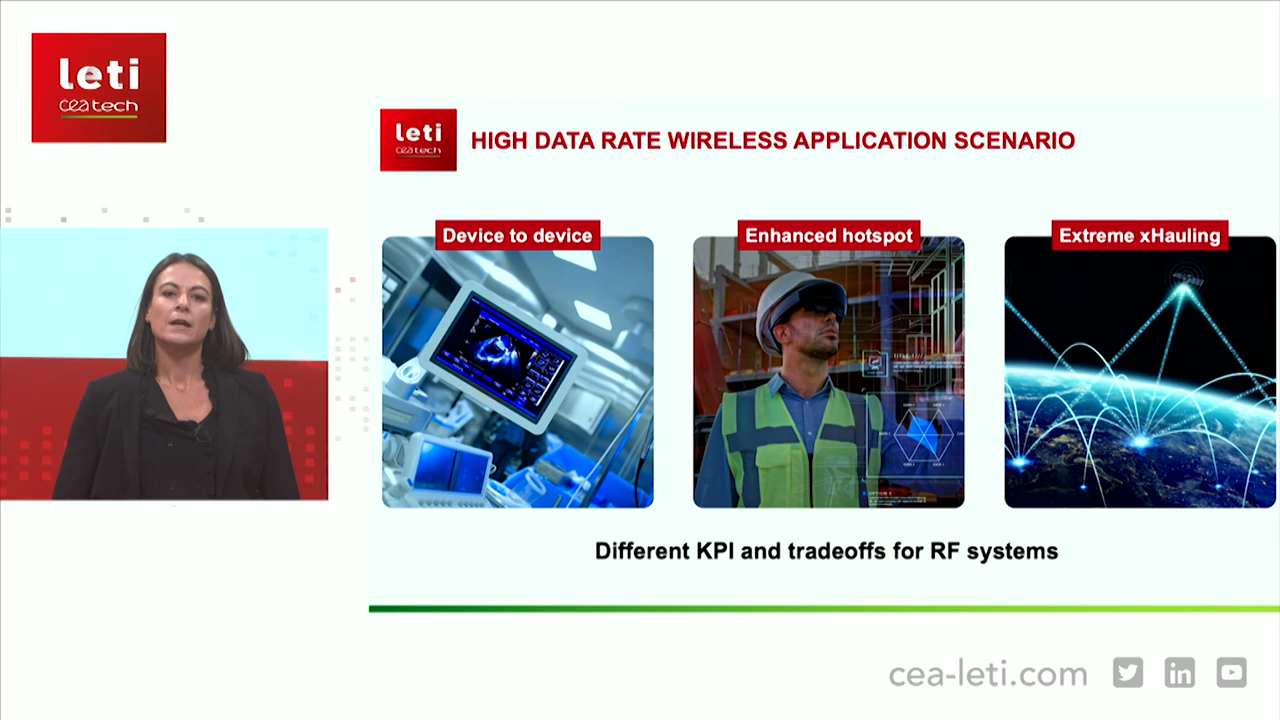 leti
cea tech
leti
cea tech
HIGH DATA RATE WIRELESS APPLICATION SCENARIO
Device to device
Enhanced hotspot
Extreme xHauling
Different KPI and tradeoffs for RF systems
cea-leti.com